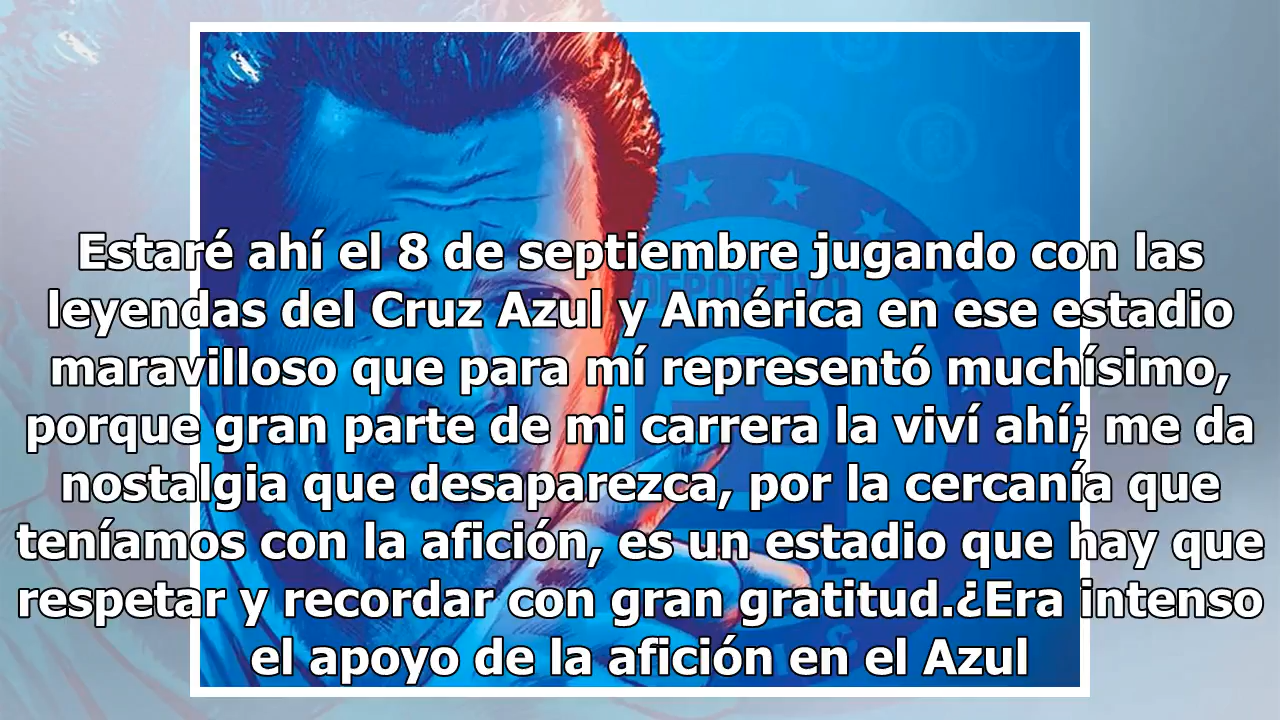 Estaré ahí el 8 de septiembre jugando con las
leyendas del Cruz Azul y América en ese estadio
maravilloso que para mí representó muchísimo,
porque gran parte de mi carrera la viví ahí; me da
nostalgia que desaparezca, por la cercanía que
teníamos con la afición, es un estadio que hay que
respetar y recordar con gran gratitud.¿Era intenso
el apoyo de la afición en el Azul
DEPORTIVO